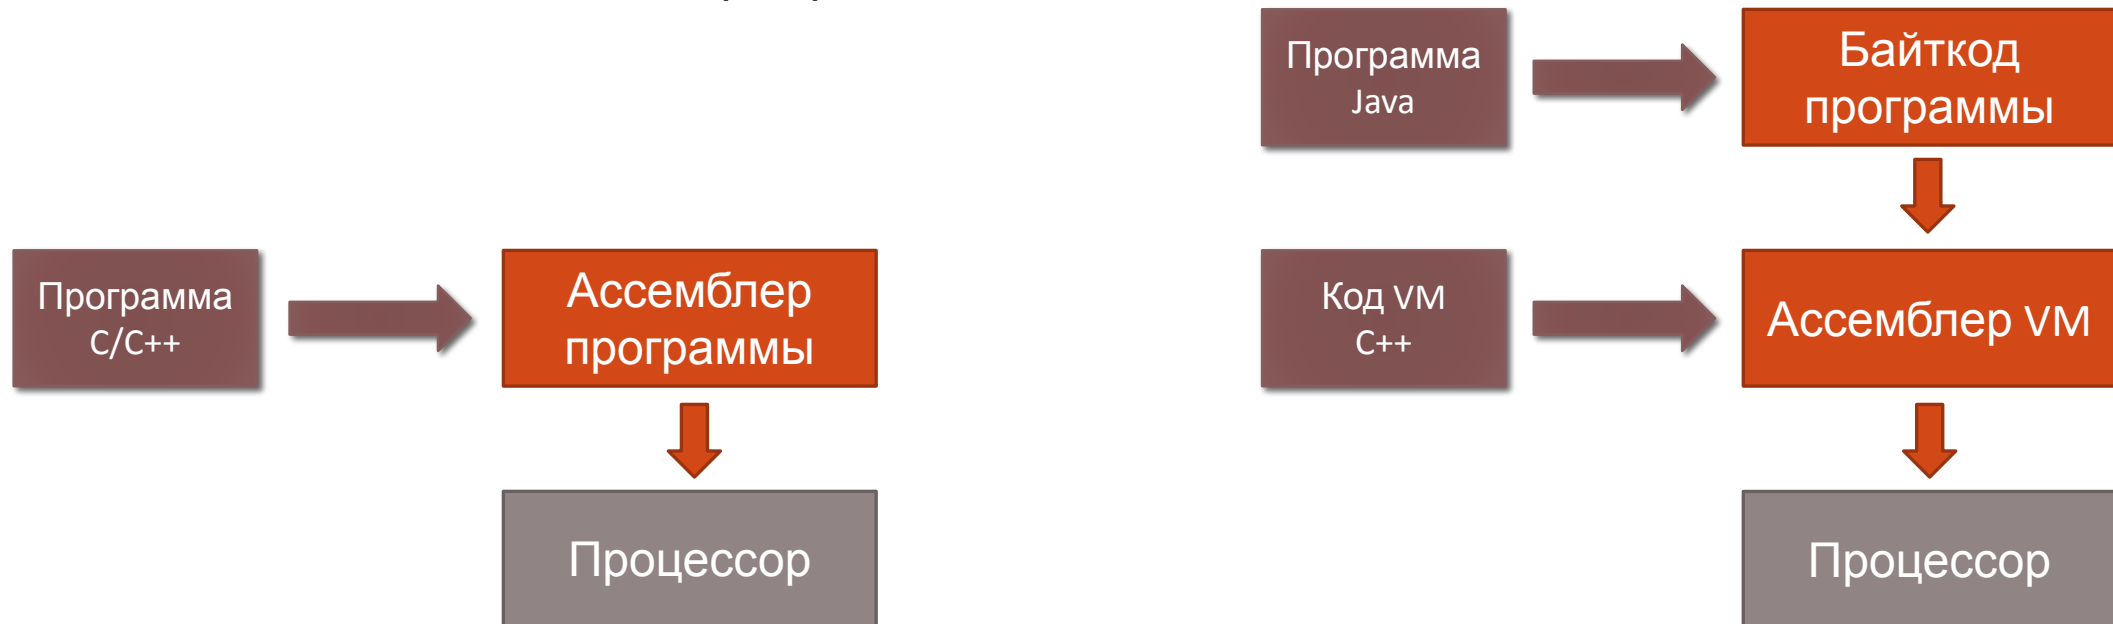 Программа
C/C++
Ассемблер
программы
Процессор
Программа
Java
Байткод
программы
Код VM
C++
Ассемблер VM
Процессор